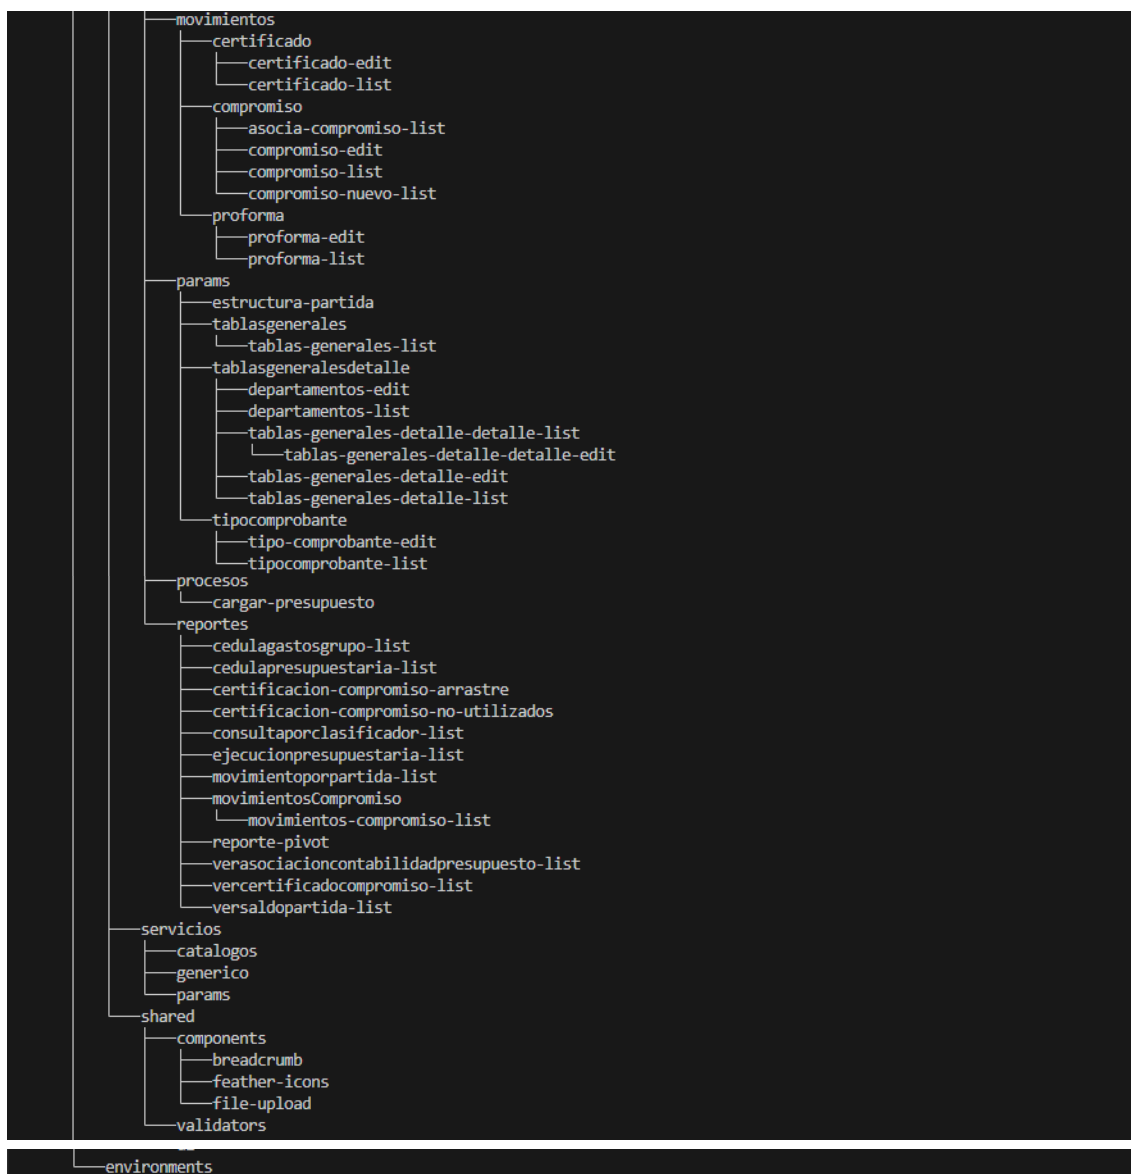 movimientos
certificado
certificado-edit
certificado-list
compromiso
asocia-compromiso-list
compromiso-edit
compromiso-list
compromiso-nuevo-list
proforma
proforma-edit
proforma-list
params
estructura-partida
tablasgenerales
tablas-generales-list
tablasgeneralesdetalle
departamentos-edit
departamentos-list
tablas-generales-detalle-detalle-list
tablas-generales-detalle-detalle-edit
tablas-generales-detalle-edit
tablas-generales-detalle-list
tipocomprobante
tipo-comprobante-edit
tipocomprobante-list
procesos
cargar-presupuesto
reportes
cedulagastosgrupo-list
cedulapresupuestaria-list
certificacion-compromiso-arrastre
certificacion-compromiso-no-utilizados
consultaporclasificador-list
ejecucionpresupuestaria-list
movimientoporpartida-list
movimientosCompromiso
movimientos-compromiso-list
reporte-pivot
verasociacioncontabilidadpresupuesto-list
vercertificadocompromiso-list
versaldopartida-list
servicios
catalogos
generico
params
shared
components
breadcrumb
feather-icons
file-upload
validators
environments